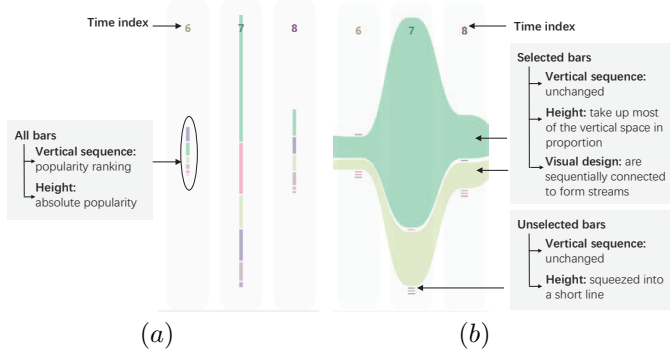 Time index
6
7
8
All bars
Vertical sequence:
popularity ranking
Height:
absolute popularity
(a)
6
7
8
Time index
Selected bars
Vertical sequence:
unchanged
Height: take up most
of the vertical space in
proportion
Visual design: are
sequentially connected
to form streams
Unselected bars
Vertical sequence:
unchanged
Height: squeezed into
a short line
(b)